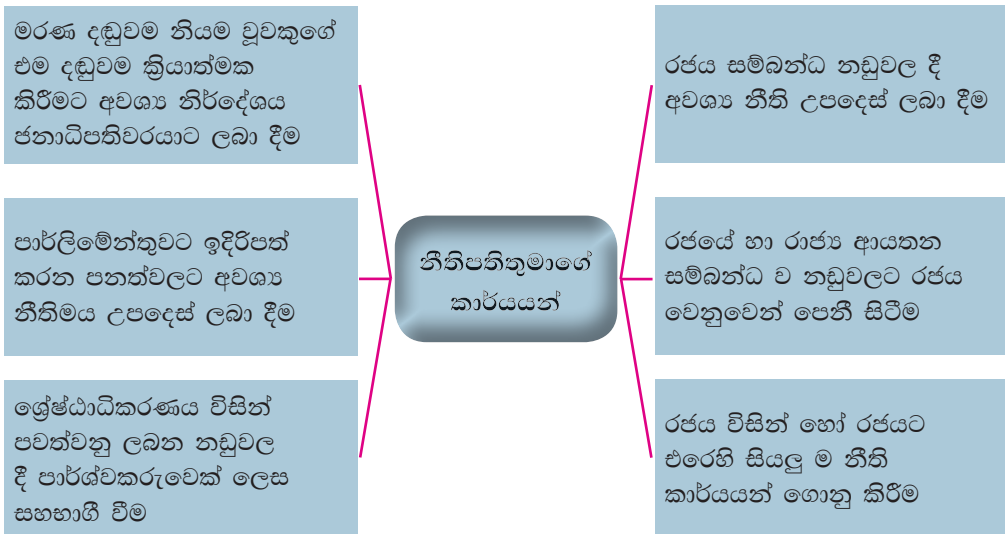 මරණ දඬුවම නියම වූවකුගේ
එම දඬුවම ක්‍රියාත්මක
කිරීමට අවශ්‍ය නිර්දේශය
ජනාධිපතිවරයාට ලබා දීම
පාර්ලිමේන්තුවට ඉදිරිපත්
කරන පනත්වලට අවශ්‍ය
නීතිමය උපදෙස් ලබා දීම
ශ්‍රේෂ්ඨාධිකරණය විසින්
පවත්වනු ලබන නඩුවල
දී පාර්ශ්වකරුවෙක් ලෙස
සහභාගී වීම
නීතිපතිතුමාගේ
කාර්යයන්
රජය සම්බන්ධ නඩුවල දී
අවශ්‍ය නීති උපදෙස් ලබා දීම
රජයේ හා රාජ්‍ය ආයතන
සම්බන්ධ ව නඩුවලට රජය
වෙනුවෙන් පෙනී සිටීම
රජය විසින් හෝ රජයට
එරෙහි සියලු ම නීති
කාර්යයන් ගොනු කිරීම